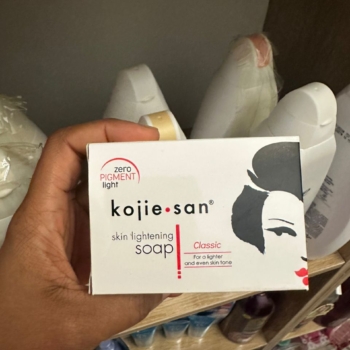 zero
PIGMENT
light
kojie•san®
skin lightening
soap
Classic
For a lighter
and even skin tone